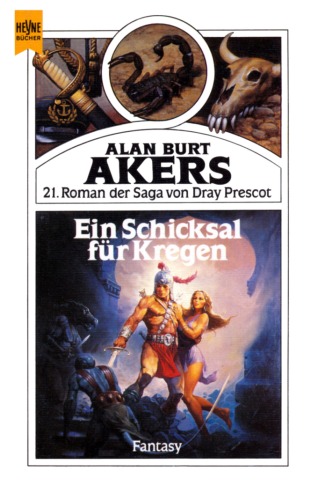 HEYNE
BÜCHER
ALAN BURT
AKERS
21. Roman der Saga von Dray Prescot
Ein Schicksal
für Kregen
Fantasy